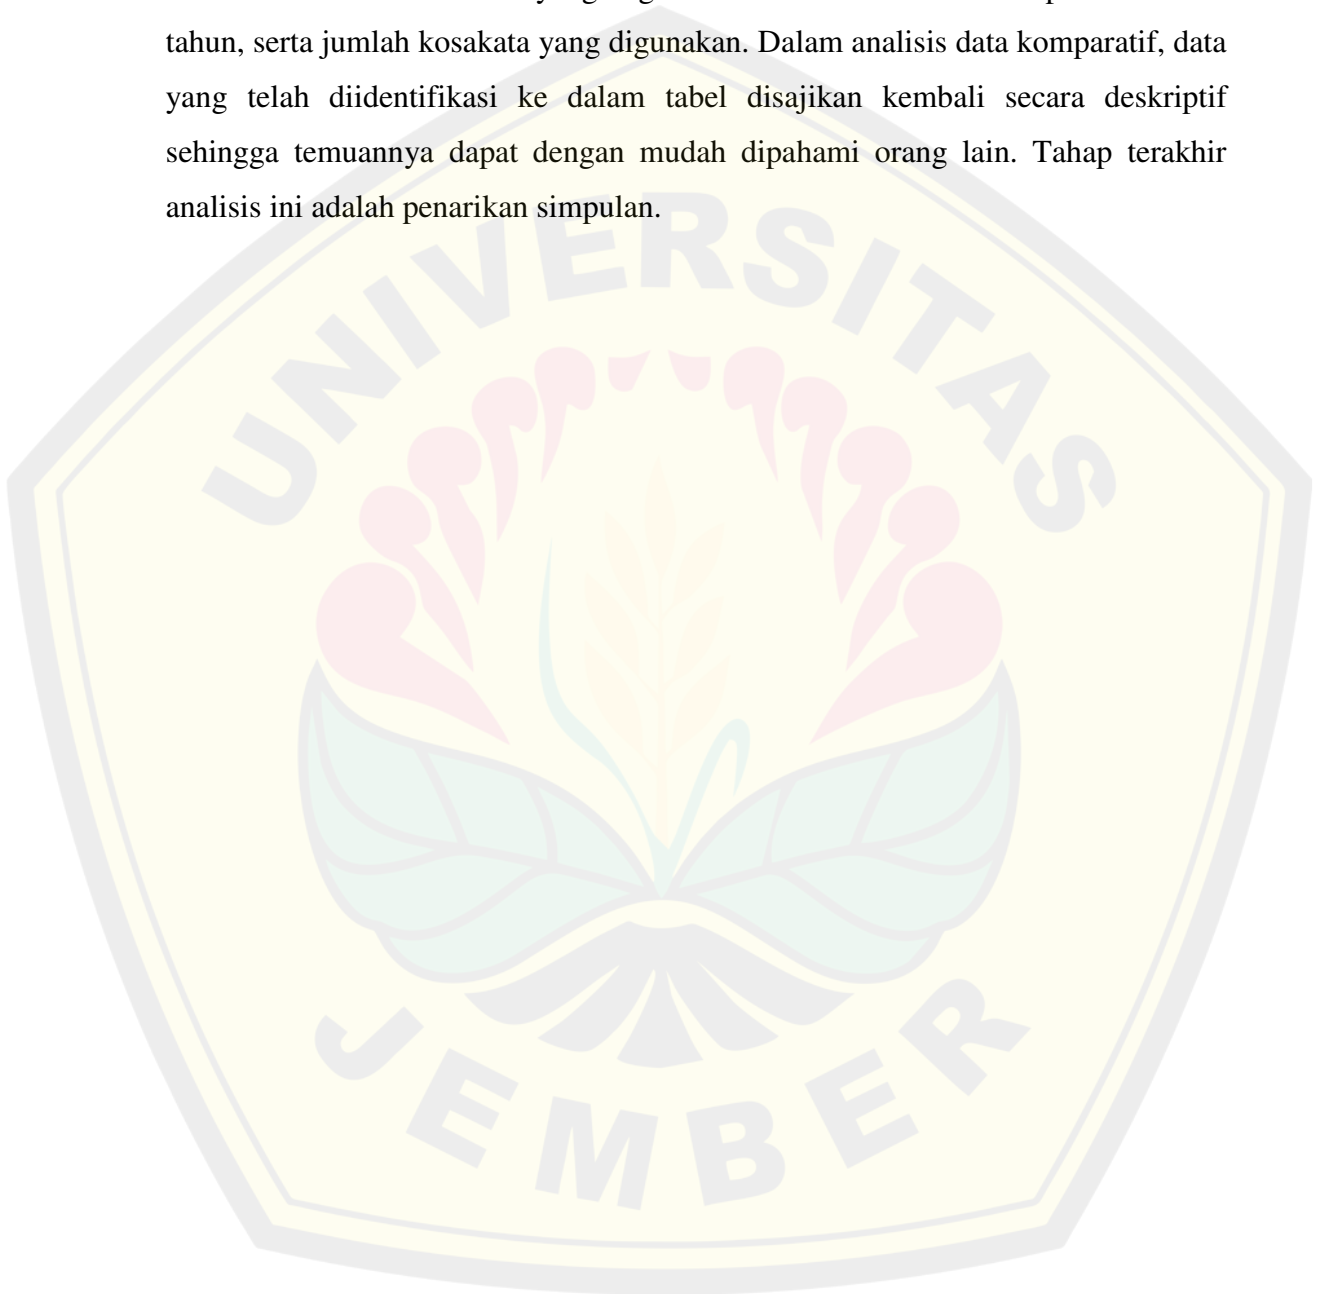 tahun, serta jumlah kosakata yang digunakan. Dalam analisis data komparatif, data
yang telah diidentifikasi ke dalam tabel disajikan kembali secara deskriptif
sehingga temuannya dapat dengan mudah dipahami orang lain. Tahap terakhir
analisis ini adalah penarikan simpulan.
UNIVERSITAS
JEMBER